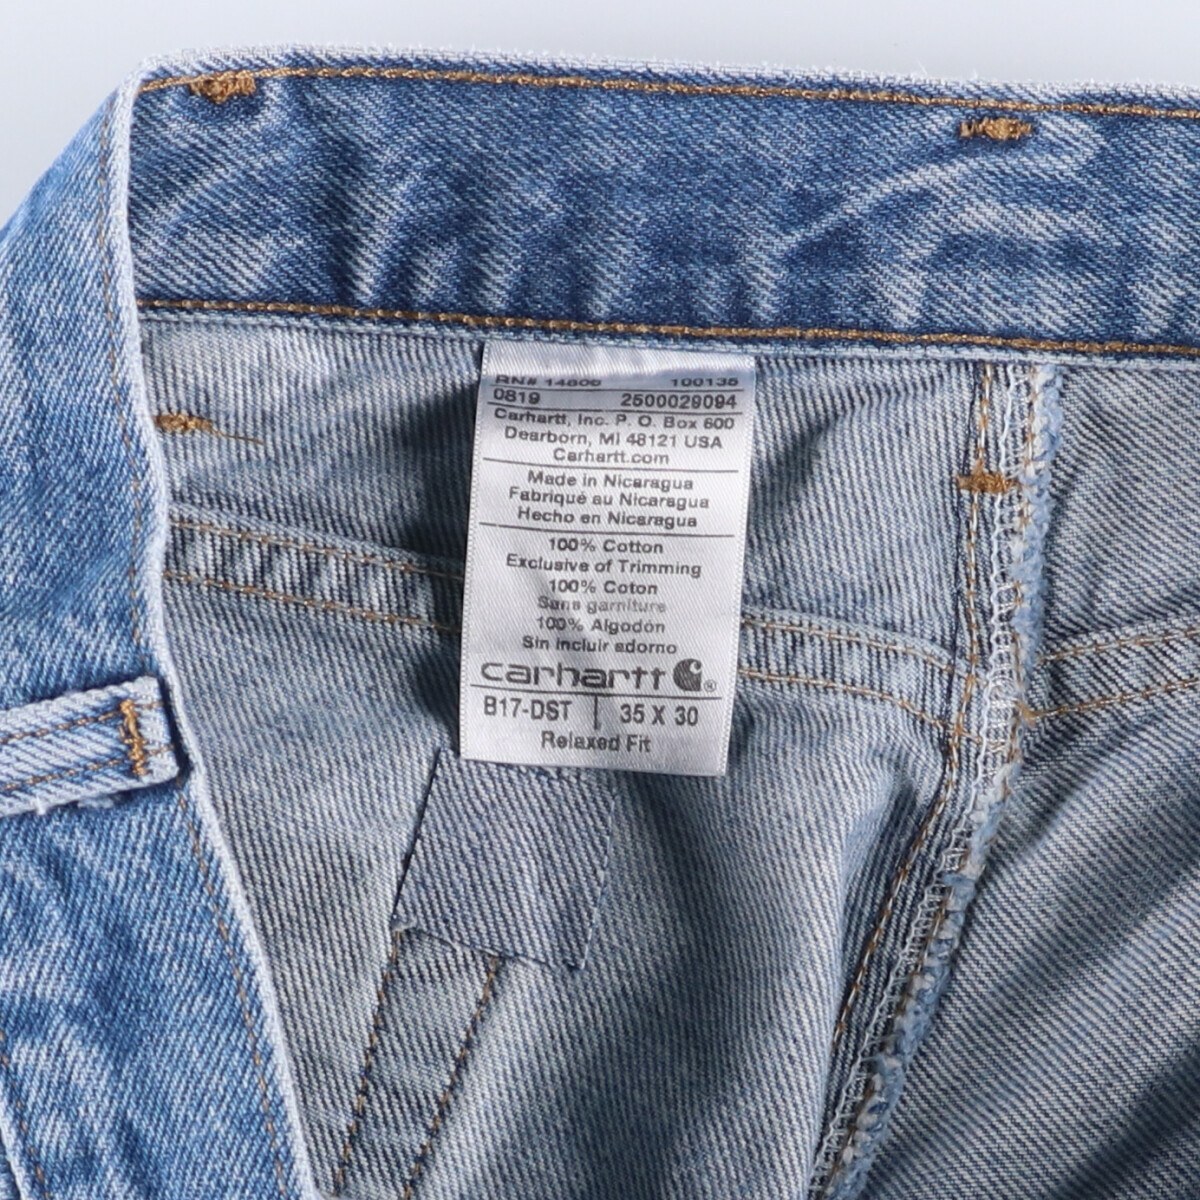 RN# 14806 100135
0819 2500029094
Carhartt, Inc. P. O. Box 600
Dearborn, MI 48121 USA
Carhartt.com
Made in Nicaragua
Fabriqué au Nicaragua
Hecho en Nicaragua
100% Cotton
Exclusive of Trimming
100% Coton
Sans garniture
100% Algodón
Sin incluir adorno
carhartt ®
B17-DST | 35 X 30
Relaxed Fit